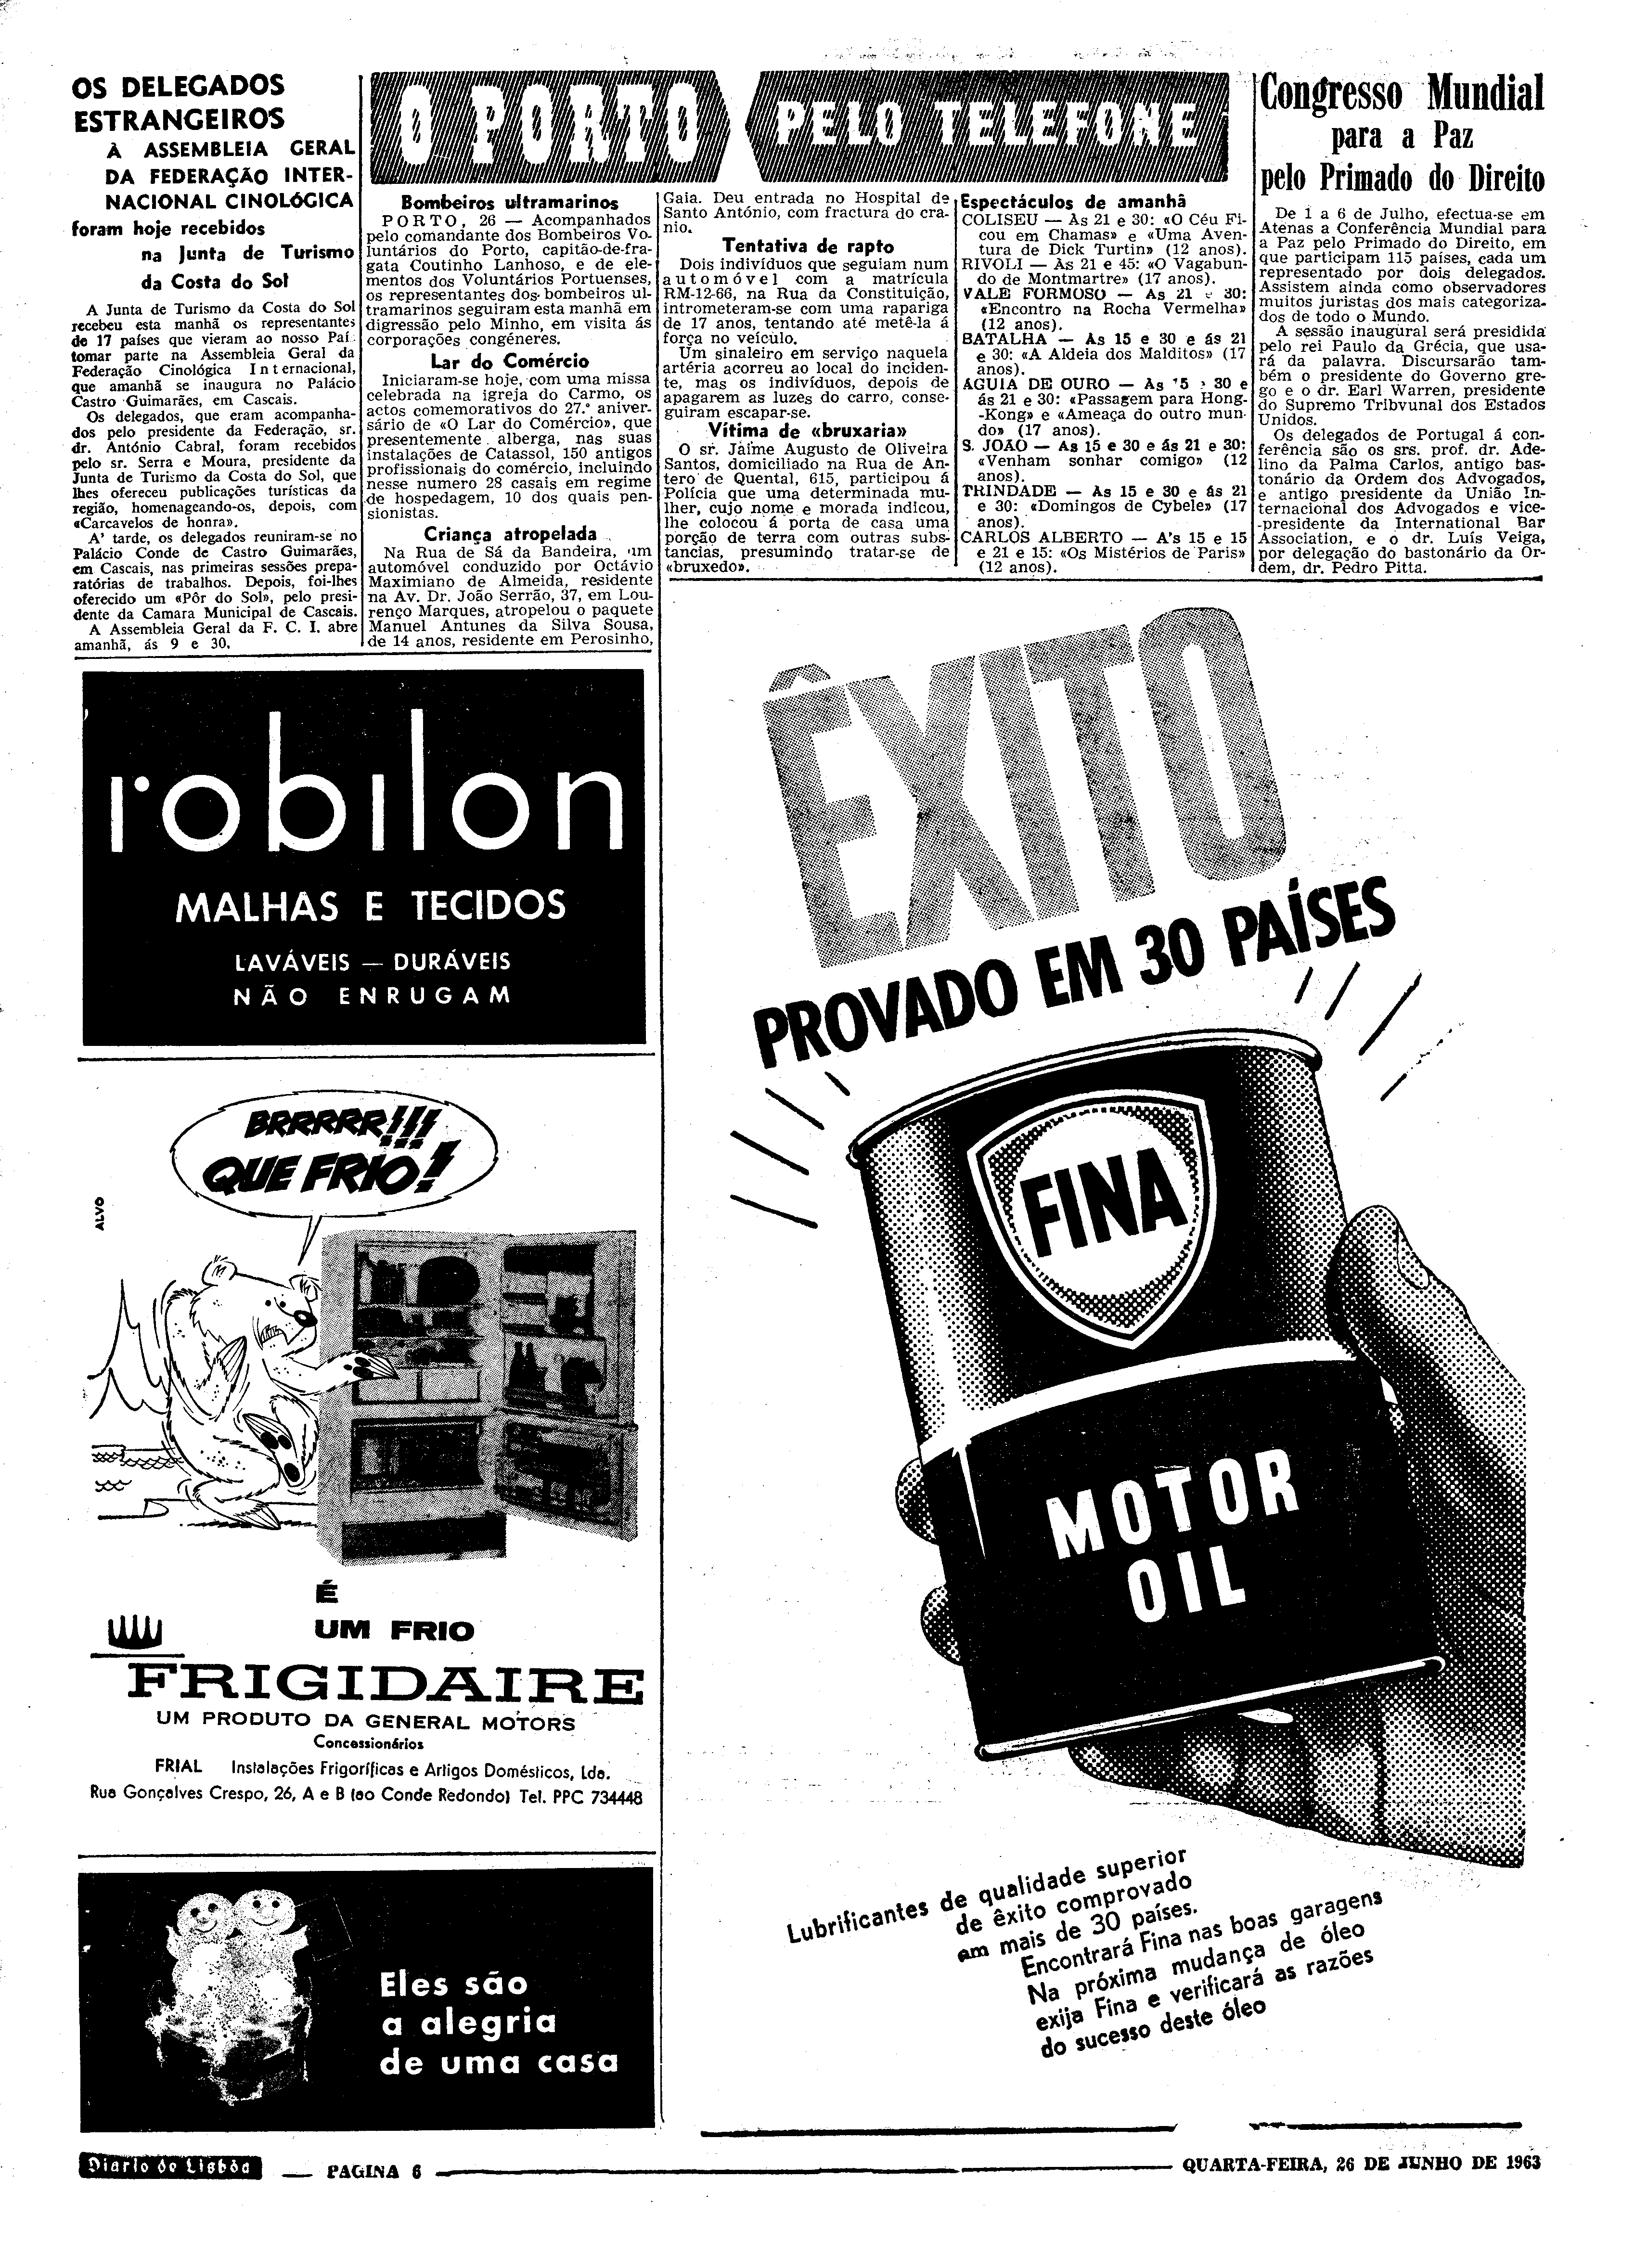 OS DELEGADOS
ESTRANGEIROS
À ASSEMBLEIA GERAL
DA FEDERAÇÃO INTER-
NACIONAL CINOLÓGICA
foram hoje recebidos
na Junta de Turismo
da Costa do Sol
A Junta de Turismo da Costa do Sol
recebeu esta manhã os representantes
de 17 países que vieram ao nosso Paí
tomar parte na Assembleia Geral da
Federação Cinológica Internacional,
que amanhã se inaugura no Palácio
Castro Guimarães, em Cascais.
Os delegados, que eram acompanha-
dos pelo presidente da Federação, sr.
dr. António Cabral, foram recebidos
pelo sr. Serra e Moura, presidente da
Junta de Turismo da Costa do Sol, que
lhes ofereceu publicações turísticas da
região, homenageando-os, depois, com
«Carcavelos de honra».
A' tarde, os delegados reuniram-se no
Palácio Conde de Castro Guimarães,
em Cascais, nas primeiras sessões prepa-
ratórias de trabalhos. Depois, foi-lhes
oferecido um «Pôr do Sol», pelo presi-
dente da Camara Municipal de Cascais.
A Assembleia Geral da F. C. I. abre
amanhã, ás 9 e 30.
O PORTO PELO TELEFONE
Bombeiros ultramarinos
PORTO, 26 — Acompanhados
pelo comandante dos Bombeiros Vo-
luntários do Porto, capitão-de-fra-
gata Coutinho Lanhoso, e de ele-
mentos dos Voluntários Portuenses,
os representantes dos bombeiros ul-
tramarinos seguiram esta manhã em
digressão pelo Minho, em visita ás
corporações congéneres.
Lar do Comércio
Iniciaram-se hoje, com uma missa
celebrada na igreja do Carmo, os
actos comemorativos do 27.º aniver-
sário de «O Lar do Comércio», que
presentemente alberga, nas suas
instalações de Catassol, 150 antigos
profissionais do comércio, incluindo
nesse numero 28 casais em regime
de hospedagem, 10 dos quais pen-
sionistas.
Criança atropelada
Na Rua de Sá da Bandeira, um
automóvel conduzido por Octávio
Maximiano de Almeida, residente
na Av. Dr. João Serrão, 37, em Lou-
renço Marques, atropelou o paquete
Manuel Antunes da Silva Sousa,
de 14 anos, residente em Perosinho,
Gaia. Deu entrada no Hospital de
Santo António, com fractura do cra-
nio.
Tentativa de rapto
Dois indivíduos que seguiam num
automóvel com a matrícula
RM-12-66, na Rua da Constituição,
intrometeram-se com uma rapariga
de 17 anos, tentando até metê-la á
força no veículo.
Um sinaleiro em serviço naquela
artéria acorreu ao local do inciden-
te, mas os indivíduos, depois de
apagarem as luzes do carro, conse-
guiram escapar-se.
Vítima de «bruxaria»
O sr. Jaime Augusto de Oliveira
Santos, domiciliado na Rua de An-
tero de Quental, 615, participou á
Polícia que uma determinada mu-
lher, cujo nome e morada indicou,
lhe colocou á porta de casa uma
porção de terra com outras subs-
tancias, presumindo tratar-se de
«bruxedo».
Espectáculos de amanhã
COLISEU — As 21 e 30: «O Céu Fi-
cou em Chamas» e «Uma Aven-
tura de Dick Turtin» (12 anos).
RIVOLI — As 21 e 45: «O Vagabun-
do de Montmartre» (17 anos).
VALE FORMOSO — As 21 e 30:
«Encontro na Rocha Vermelha»
(12 anos).
BATALHA — As 15 e 30 e ás 21
e 30: «A Aldeia dos Malditos» (17
anos).
AGUIA DE OURO — As '5 e 30 e
ás 21 e 30: «Passagem para Hong-
-Kong» e «Ameaça do outro mun-
do» (17 anos).
S. JOAO — As 15 e 30 e ás 21 e 30:
«Venham sonhar comigo» (12
anos).
TRINDADE — As 15 e 30 e ás 21
e 30: «Domingos de Cybele» (17
anos).
CARLOS ALBERTO — A's 15 e 15
e 21 e 15: «Os Mistérios de Paris»
(12 anos).
Congresso Mundial
para a Paz
pelo Primado do Direito
De 1 a 6 de Julho, efectua-se em
Atenas a Conferência Mundial para
a Paz pelo Primado do Direito, em
que participam 115 países, cada um
representado por dois delegados.
Assistem ainda como observadores
muitos juristas dos mais categoriza-
dos de todo o Mundo.
A sessão inaugural será presidida
pelo rei Paulo da Grécia, que usa-
rá da palavra. Discursarão tam-
bém o presidente do Governo gre-
go e o dr. Earl Warren, presidente
do Supremo Tribvunal dos Estados
Unidos.
Os delegados de Portugal á con-
ferência são os srs. prof. dr. Ade-
lino da Palma Carlos, antigo bas-
tonário da Ordem dos Advogados,
e antigo presidente da União In-
ternacional dos Advogados e vice-
-presidente da International Bar
Association, e o dr. Luís Veiga,
por delegação do bastonário da Or-
dem, dr. Pedro Pitta.
robilon
MALHAS E TECIDOS
LAVÁVEIS — DURÁVEIS
NÃO ENRUGAM
BRRRRR!!!
QUE FRIO!
ALVO
É
UM FRIO
FRIGIDAIRE
UM PRODUTO DA GENERAL MOTORS
Concessionários
FRIAL Instalações Frigoríficas e Artigos Domésticos, Lda.
Rua Gonçalves Crespo, 26, A e B (ao Conde Redondo) Tel. PPC 734448
Eles são
a alegria
de uma casa
ÊXITO
PROVADO EM 30 PAÍSES
FINA
MOTOR
OIL
Lubrificantes de qualidade superior
de êxito comprovado
em mais de 30 países.
Encontrará Fina nas boas garagens
Na próxima mudança de óleo
exija Fina e verificará as razões
do sucesso deste óleo
Diario de Lisbôa — PAGINA 6 — QUARTA-FEIRA, 26 DE JUNHO DE 1963